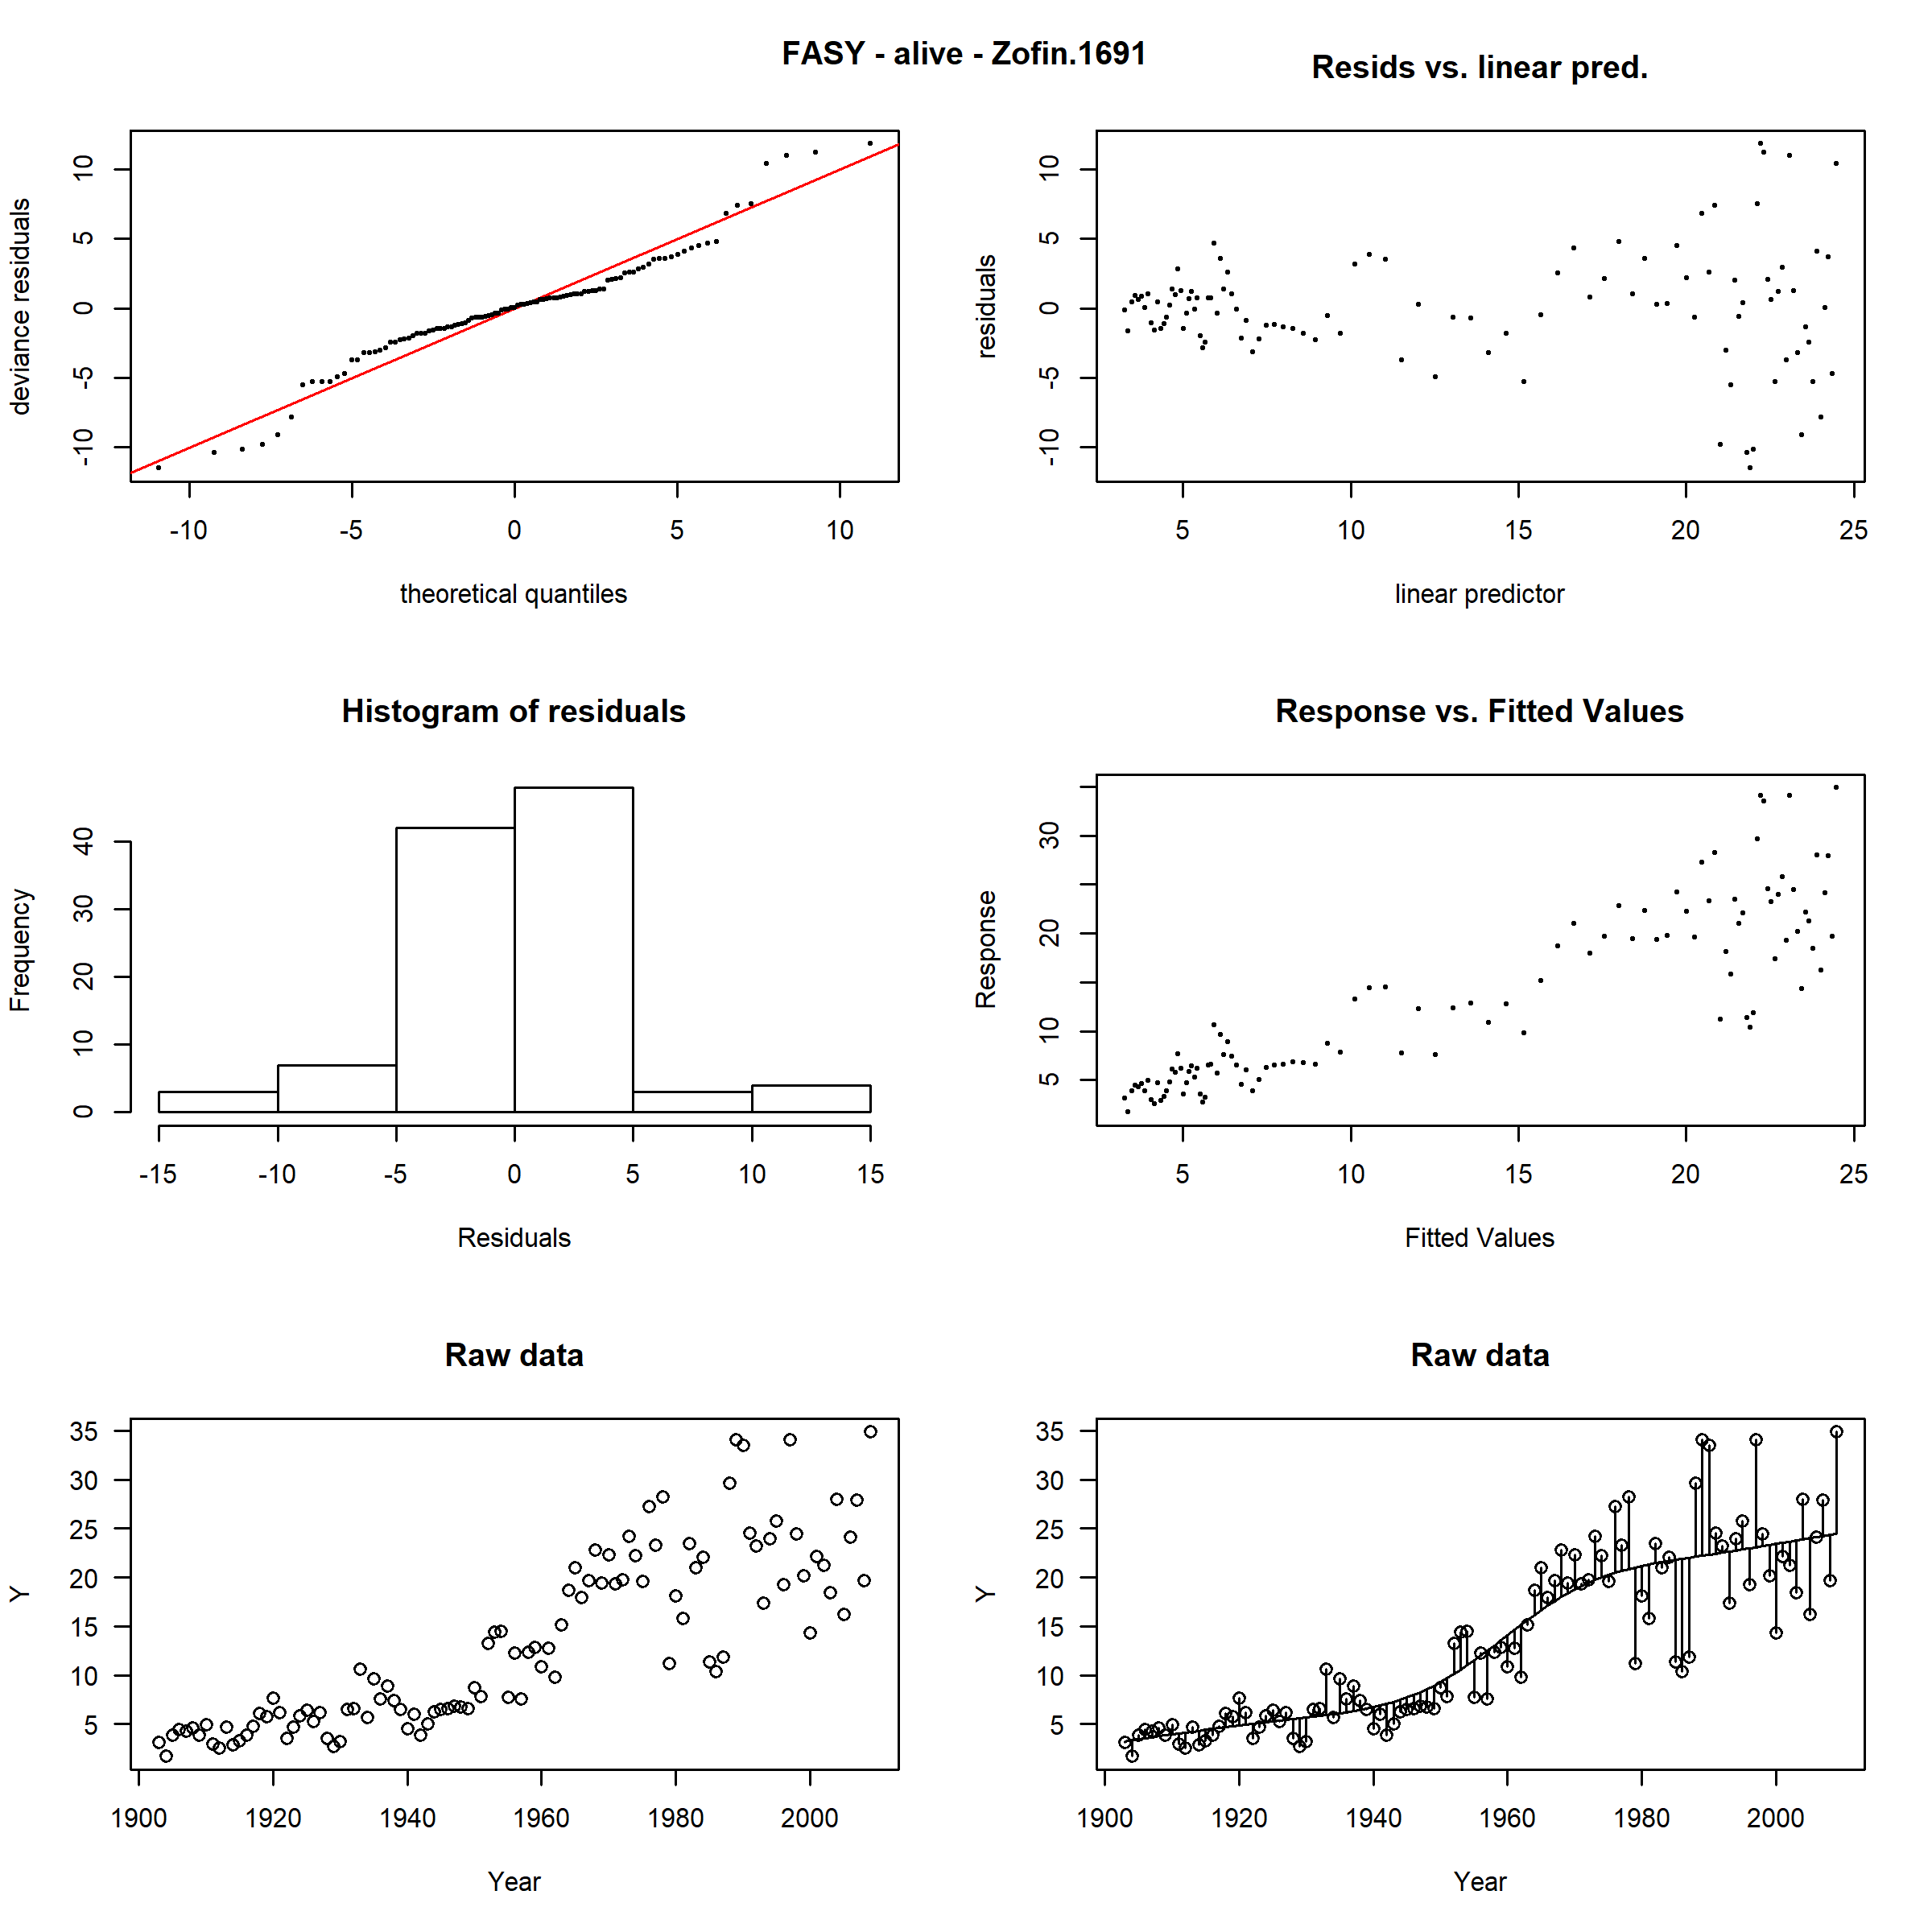 FASY - alive - Zofin.1691
Resids vs. linear pred.
deviance residuals
-10 -5 0 5 10
-10 -5 0 5 10
theoretical quantiles
residuals
-10 -5 0 5 10
5 10 15 20 25
linear predictor
Histogram of residuals
Frequency
0 10 20 30 40
-15 -10 -5 0 5 10 15
Residuals
Response vs. Fitted Values
Response
5 10 20 30
5 10 15 20 25
Fitted Values
Raw data
Y
35
30
25
20
15
10
5
1900 1920 1940 1960 1980 2000
Year
Raw data
Y
35
30
25
20
15
10
5
1900 1920 1940 1960 1980 2000
Year